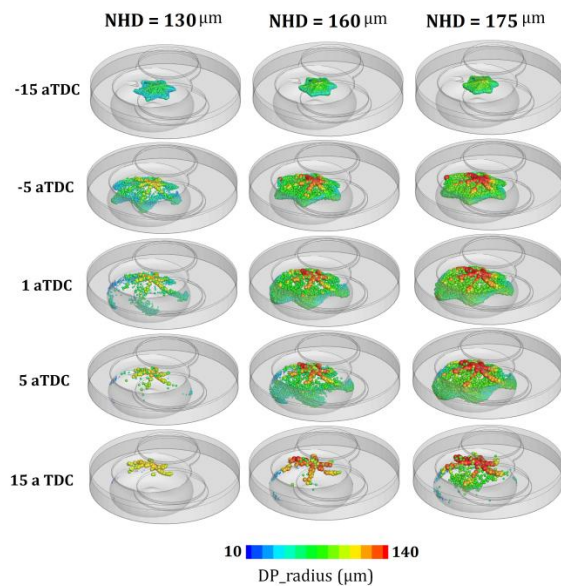 NHD = 130 μm NHD = 160 μm NHD = 175 μm
-15 aTDC
-5 aTDC
1 aTDC
5 aTDC
15 a TDC
10 140
DP_radius (μm)